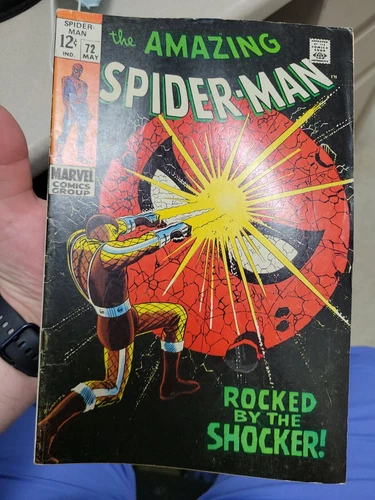 SPIDER-
MAN
12¢
IND.
72
MAY
MARVEL
COMICS
GROUP
the AMAZING
SPIDER-MAN
ROCKED
BY THE
SHOCKER!